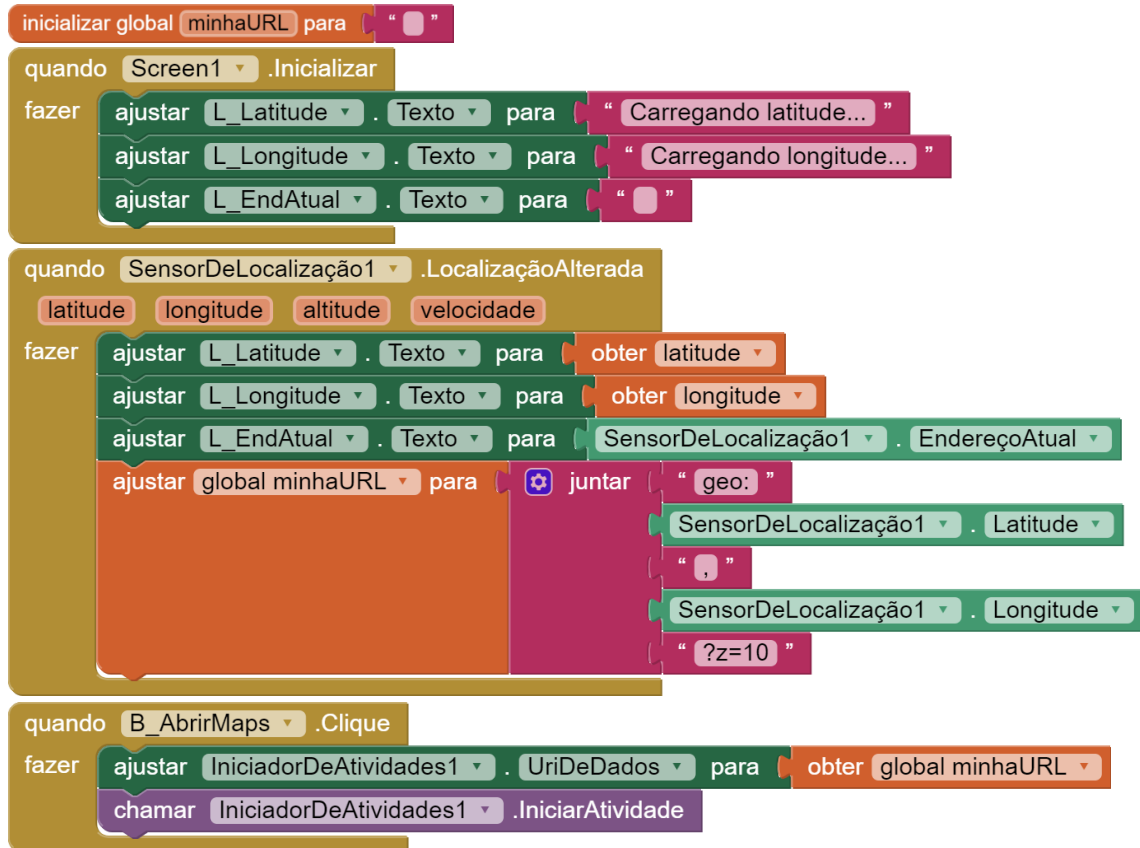 inicializar global minhaURL para " "
quando Screen1 .Inicializar
fazer ajustar L_Latitude . Texto para " Carregando latitude... "
ajustar L_Longitude . Texto para " Carregando longitude... "
ajustar L_EndAtual . Texto para " "
quando SensorDeLocalização1 .LocalizaçãoAlterada
latitude longitude altitude velocidade
fazer ajustar L_Latitude . Texto para obter latitude
ajustar L_Longitude . Texto para obter longitude
ajustar L_EndAtual . Texto para SensorDeLocalização1 . EndereçoAtual
ajustar global minhaURL para juntar " geo: "
SensorDeLocalização1 . Latitude
" , "
SensorDeLocalização1 . Longitude
" ?z=10 "
quando B_AbrirMaps .Clique
fazer ajustar IniciadorDeAtividades1 . UriDeDados para obter global minhaURL
chamar IniciadorDeAtividades1 .IniciarAtividade